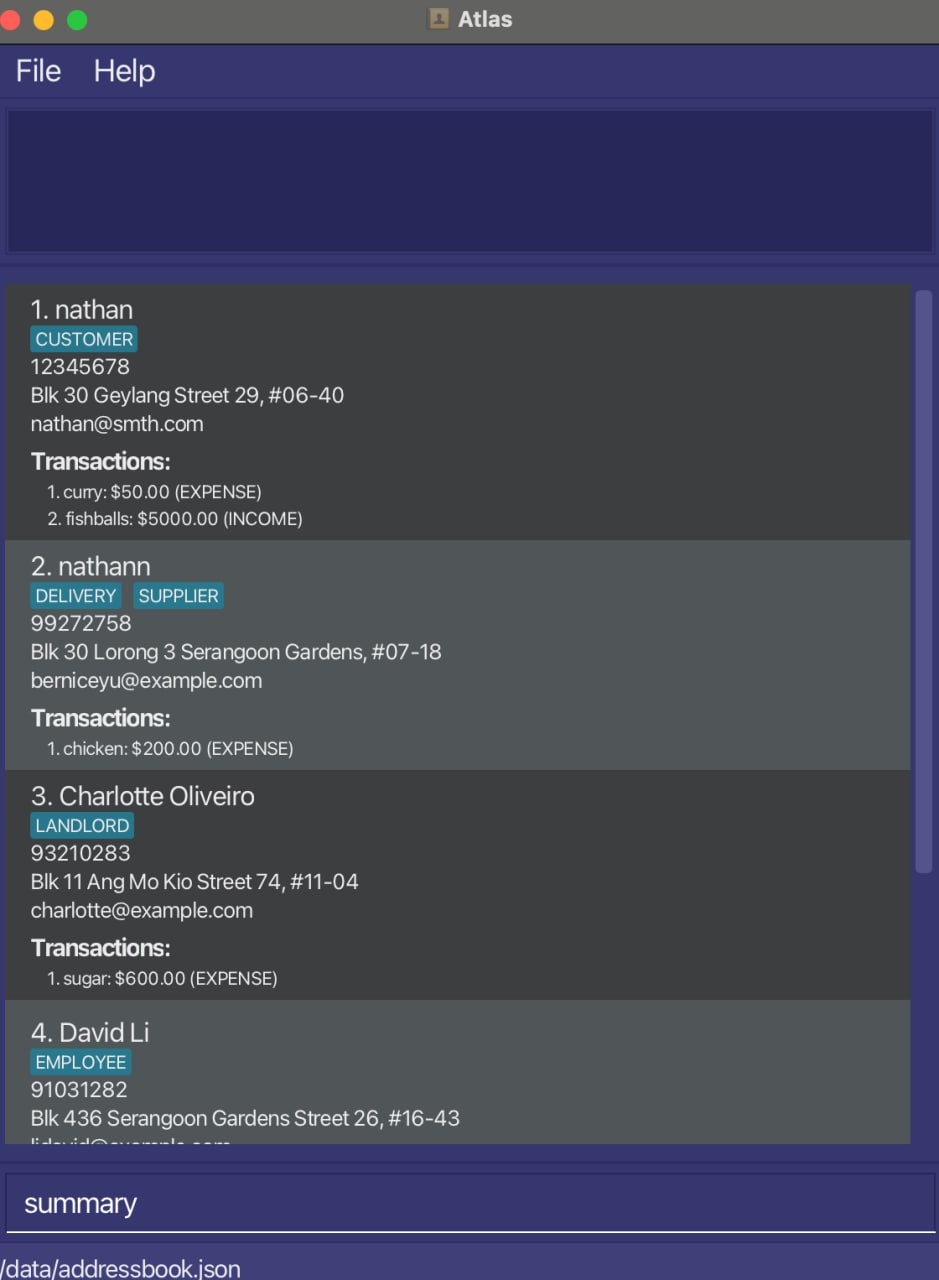 Atlas
File Help
1. nathan
CUSTOMER
12345678
Blk 30 Geylang Street 29, #06-40
nathan@smth.com
Transactions:
1. curry: $50.00 (EXPENSE)
2. fishballs: $5000.00 (INCOME)
2. nathann
DELIVERY SUPPLIER
99272758
Blk 30 Lorong 3 Serangoon Gardens, #07-18
berniceyu@example.com
Transactions:
1. chicken: $200.00 (EXPENSE)
3. Charlotte Oliveiro
LANDLORD
93210283
Blk 11 Ang Mo Kio Street 74, #11-04
charlotte@example.com
Transactions:
1. sugar: $600.00 (EXPENSE)
4. David Li
EMPLOYEE
91031282
Blk 436 Serangoon Gardens Street 26, #16-43
summary
/data/addressbook.json